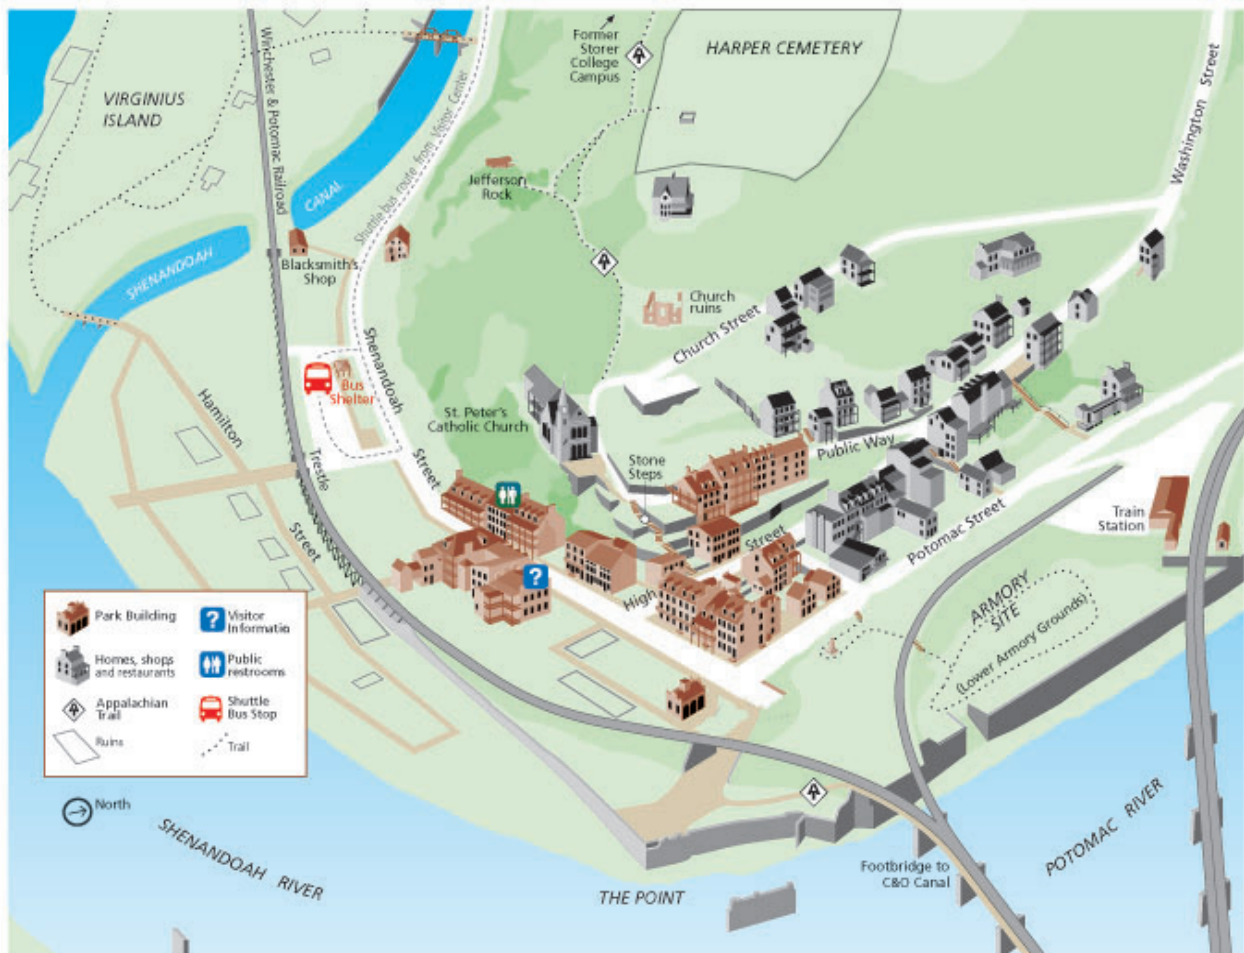 Former
Storer
College
Campus
HARPER CEMETERY
Washington Street
Winchester & Potomac Railroad
VIRGINIUS
ISLAND
Shuttle bus route from Visitor Center
CANAL
Jefferson
Rock
SHENANDOAH
Blacksmith's
Shop
Church
ruins
Church Street
Shenandoah
Street
Bus
Shelter
St. Peter's
Catholic Church
Hamilton
Street
Trestle
Stone
Steps
Public Way
High
Street
Potomac Street
Train
Station
ARMORY
SITE
(Lower Armory Grounds)
?
Park Building
?
Visitor
Informatio
Homes, shops
and restaurants
Public
restrooms
Appalachian
Trail
Shuttle
Bus Stop
Ruins
Trail
North
SHENANDOAH RIVER
THE POINT
Footbridge to
C&O Canal
POTOMAC RIVER